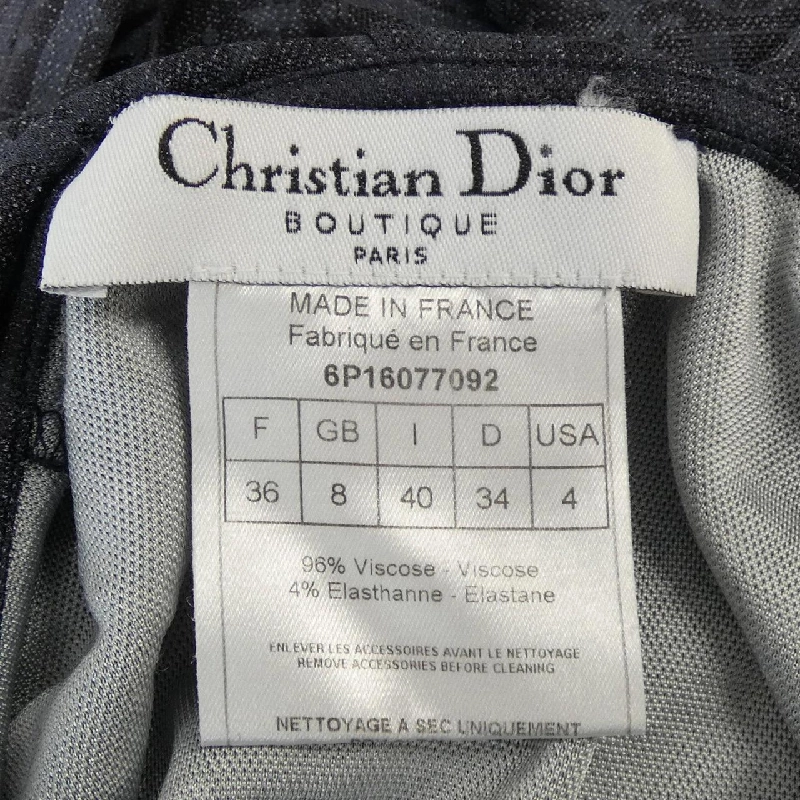 Christian Dior
BOUTIQUE
PARIS
MADE IN FRANCE
Fabriqué en France
6P16077092
F GB I D USA
36 8 40 34 4
96% Viscose - Viscose
4% Elasthanne - Elastane
ENLEVER LES ACCESSOIRES AVANT LE NETTOYAGE
REMOVE ACCESSORIES BEFORE CLEANING
NETTOYAGE A SEC UNIQUEMENT